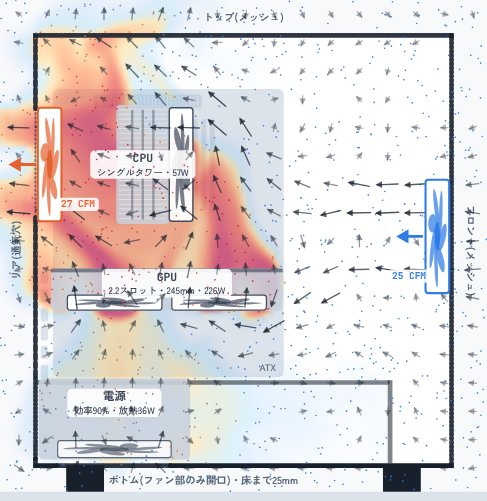 トップ(メッシュ)
CPU
シングルタワー・57W
27 CFM
リア(通気穴)
フロント(メッシュ)
25 CFM
GPU
2.2スロット・245mm・226W
ATX
電源
効率90%・放熱36W
ボトム(ファン部のみ開口)・床まで25mm